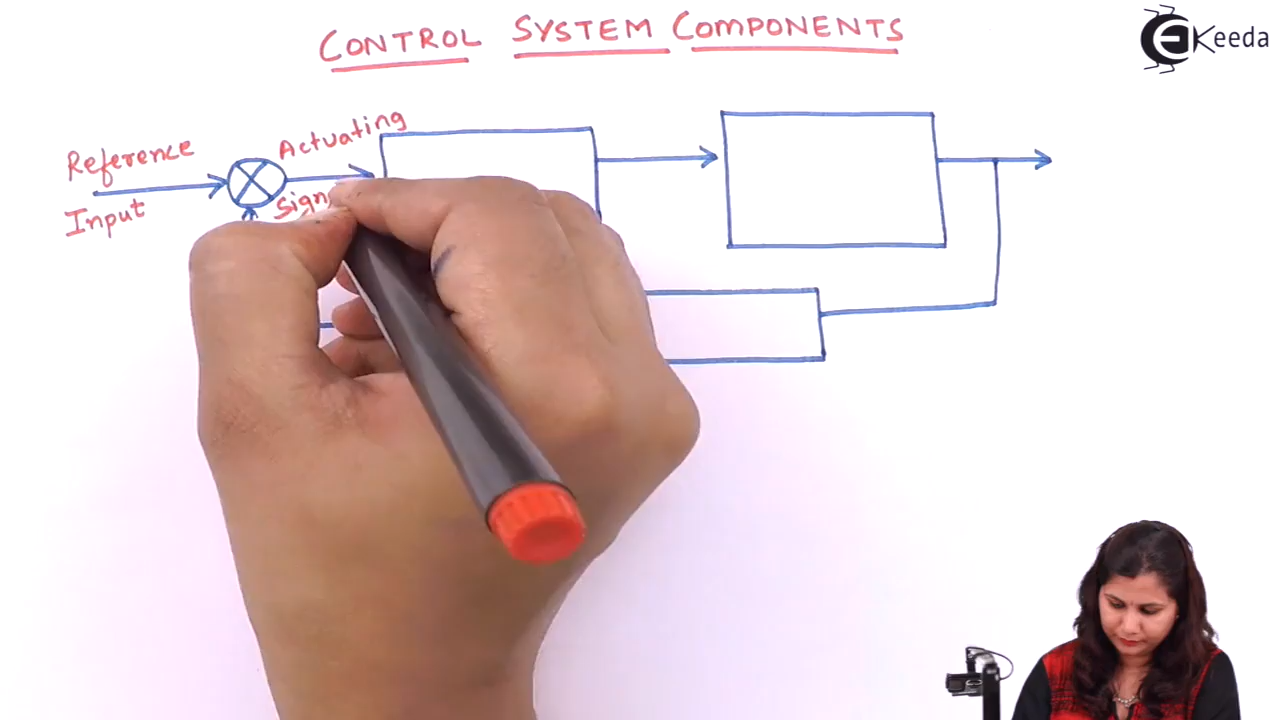 CONTROL SYSTEM COMPONENTS
Keeda
Reference
Input
Actuating